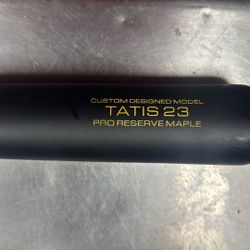 CUSTOM DESIGNED MODEL
TATIS 23
PRO RESERVE MAPLE